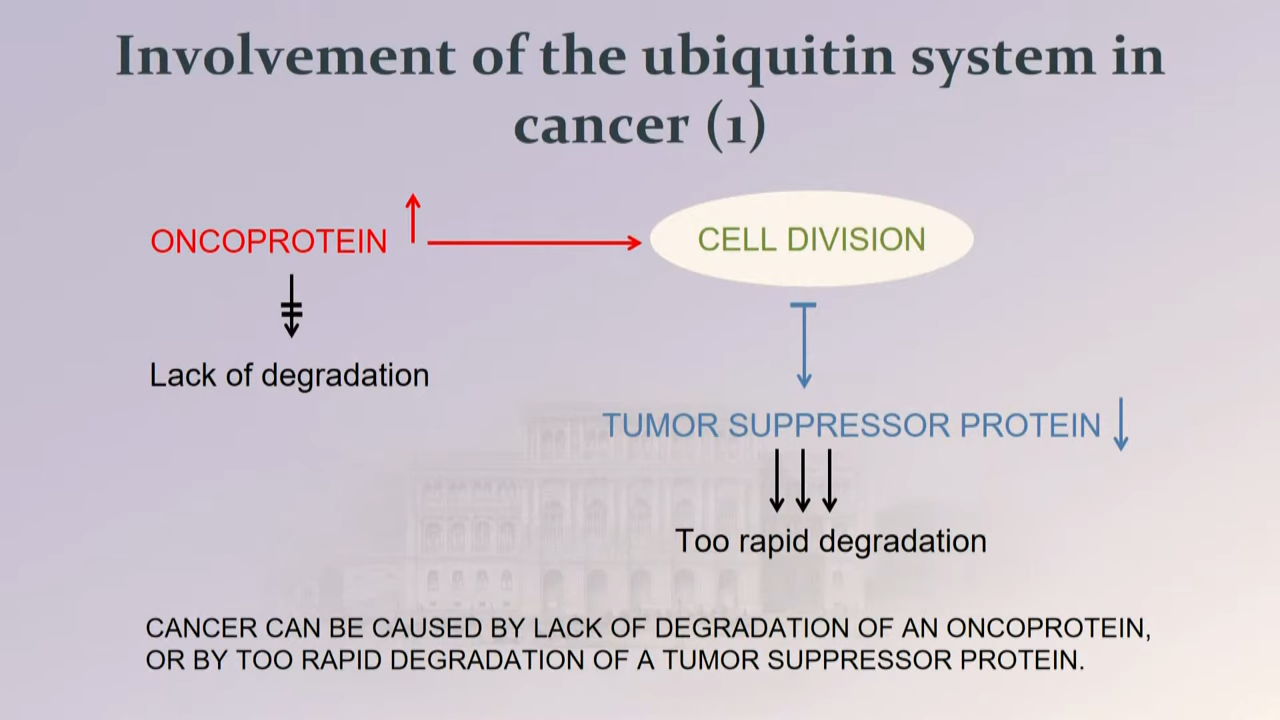 Involvement of the ubiquitin system in
cancer (1)
ONCOPROTEIN
CELL DIVISION
Lack of degradation
TUMOR SUPPRESSOR PROTEIN
Too rapid degradation
CANCER CAN BE CAUSED BY LACK OF DEGRADATION OF AN ONCOPROTEIN,
OR BY TOO RAPID DEGRADATION OF A TUMOR SUPPRESSOR PROTEIN.